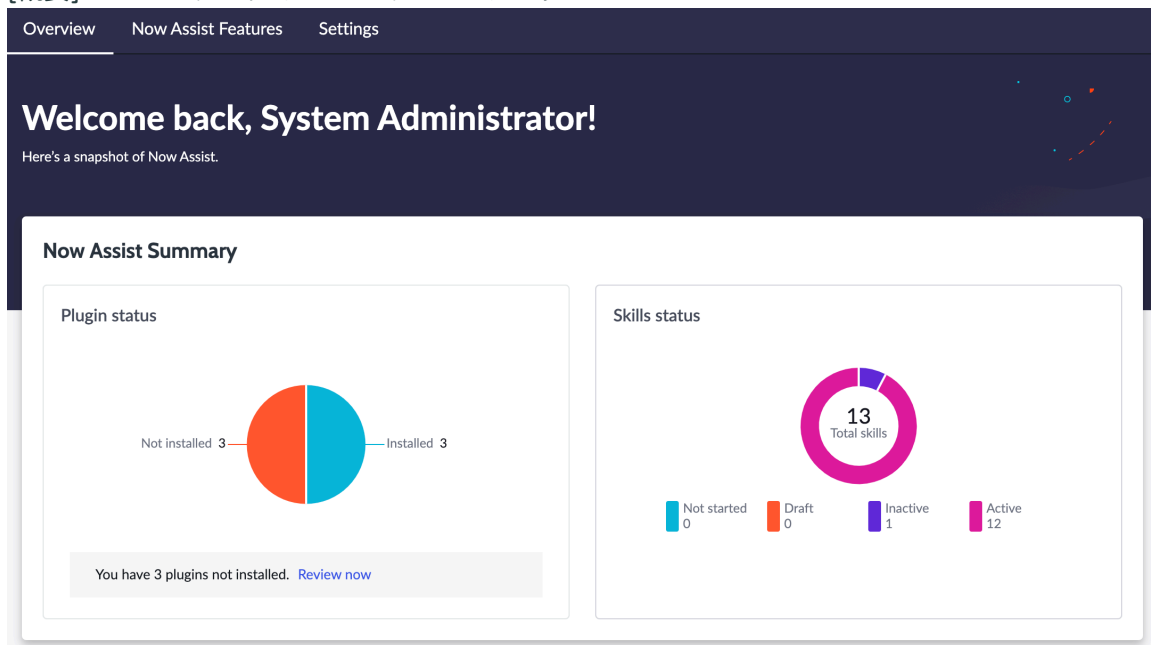 Overview Now Assist Features Settings
Welcome back, System Administrator!
Here's a snapshot of Now Assist.
Now Assist Summary
Plugin status
Not installed 3
Installed 3
You have 3 plugins not installed. Review now
Skills status
13
Total skills
Not started
0
Draft
0
Inactive
1
Active
12